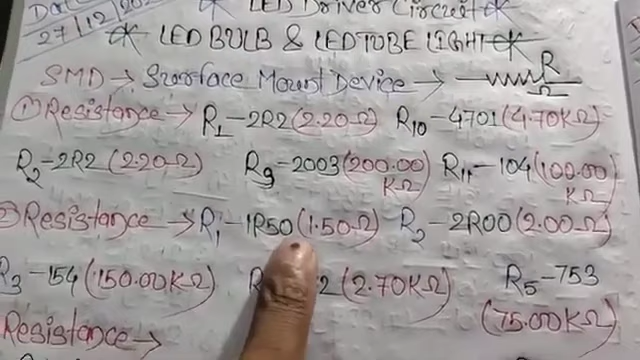 27/12/20
LED Driver Circuit
LED BULB & LED TUBE LIGHT
SMD → Surface Mount Device → R
Ω
① Resistance → R1 - 2R2 (2.20Ω) R10 - 4701 (4.70KΩ)
R2 - 2R2 (2.20Ω) R9 - 2003 (200.00 KΩ) R11 - 104 (100.00 KΩ)
② Resistance → R1 - 1R50 (1.50Ω) R2 - 2R00 (2.00Ω)
R3 - 154 (150.00KΩ) 2 (2.70KΩ) R5 - 753
(75.00KΩ)
Resistance →